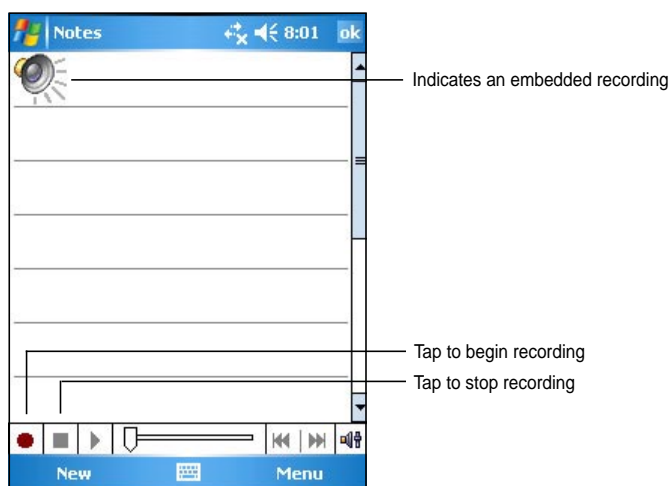 Notes 8:01 ok
Indicates an embedded recording
Tap to begin recording
Tap to stop recording
New Menu